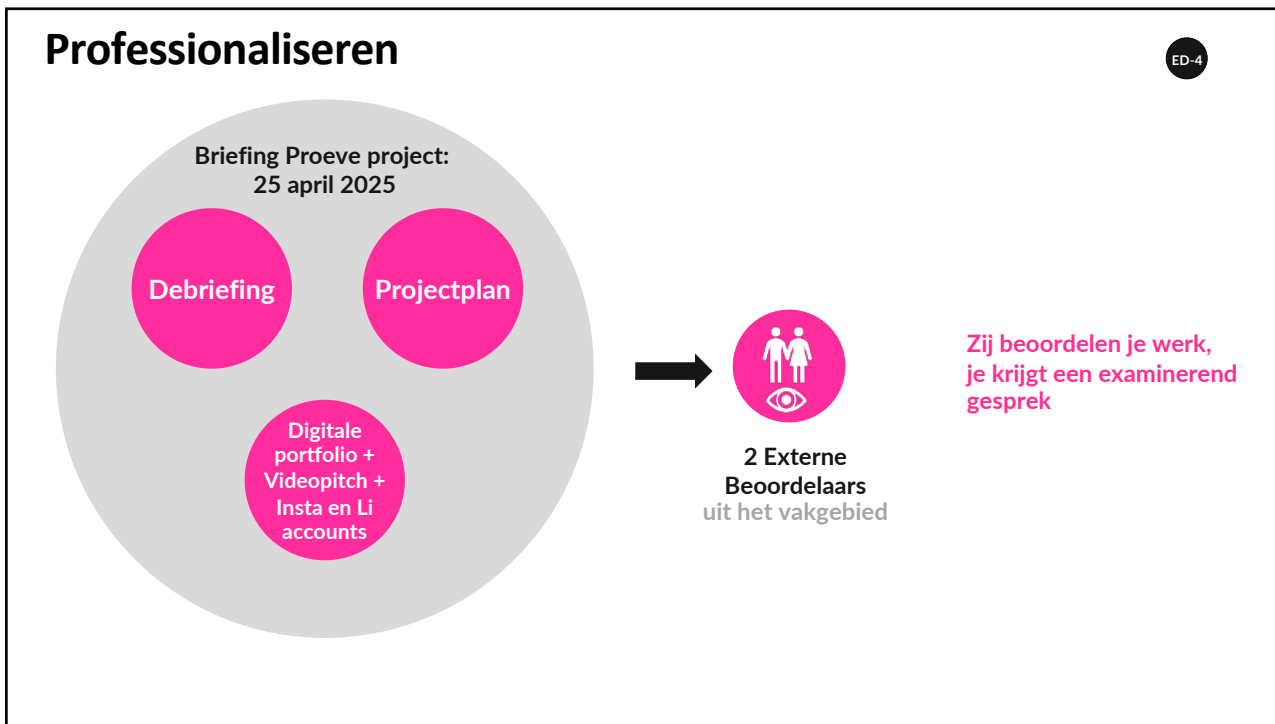 Professionaliseren
ED-4
Briefing Proeve project:
25 april 2025
Debriefing
Projectplan
Digitale
portfolio +
Videopitch +
Insta en Li
accounts
2 Externe
Beoordelaars
uit het vakgebied
Zij beoordelen je werk,
je krijgt een examinerend
gesprek